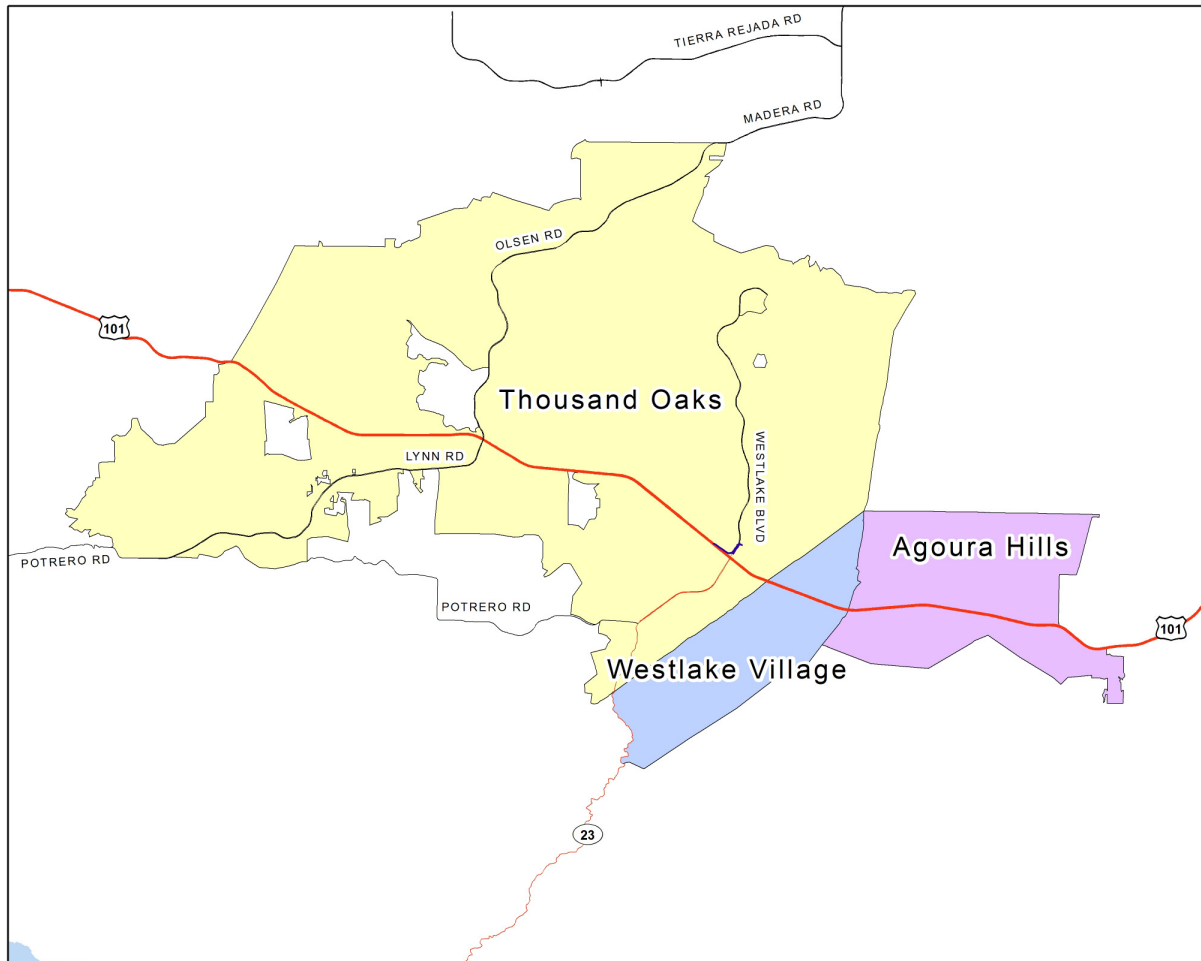 TIERRA REJADA RD
MADERA RD
OLSEN RD
101
Thousand Oaks
WESTLAKE BLVD
LYNN RD
Agoura Hills
POTRERO RD
POTRERO RD
101
Westlake Village
23